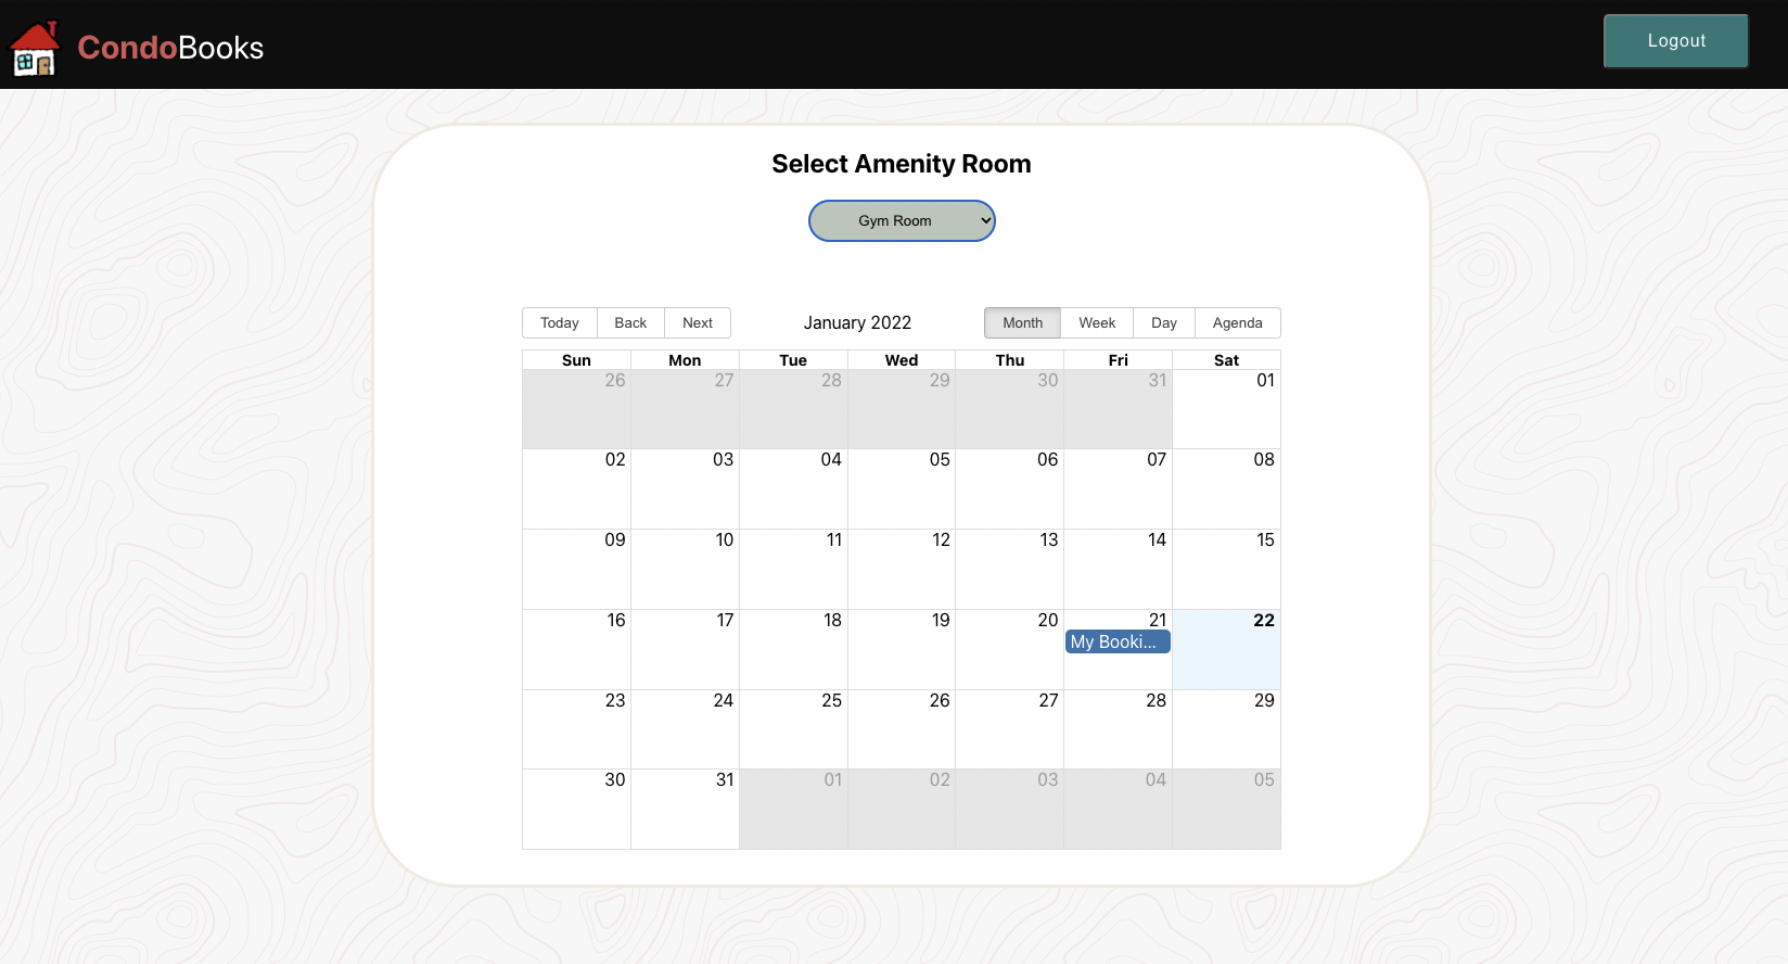 CondoBooks
Logout
Select Amenity Room
Gym Room
Today Back Next January 2022 Month Week Day Agenda
Sun Mon Tue Wed Thu Fri Sat
26 27 28 29 30 31 01
02 03 04 05 06 07 08
09 10 11 12 13 14 15
16 17 18 19 20 21 22
My Booki...
23 24 25 26 27 28 29
30 31 01 02 03 04 05